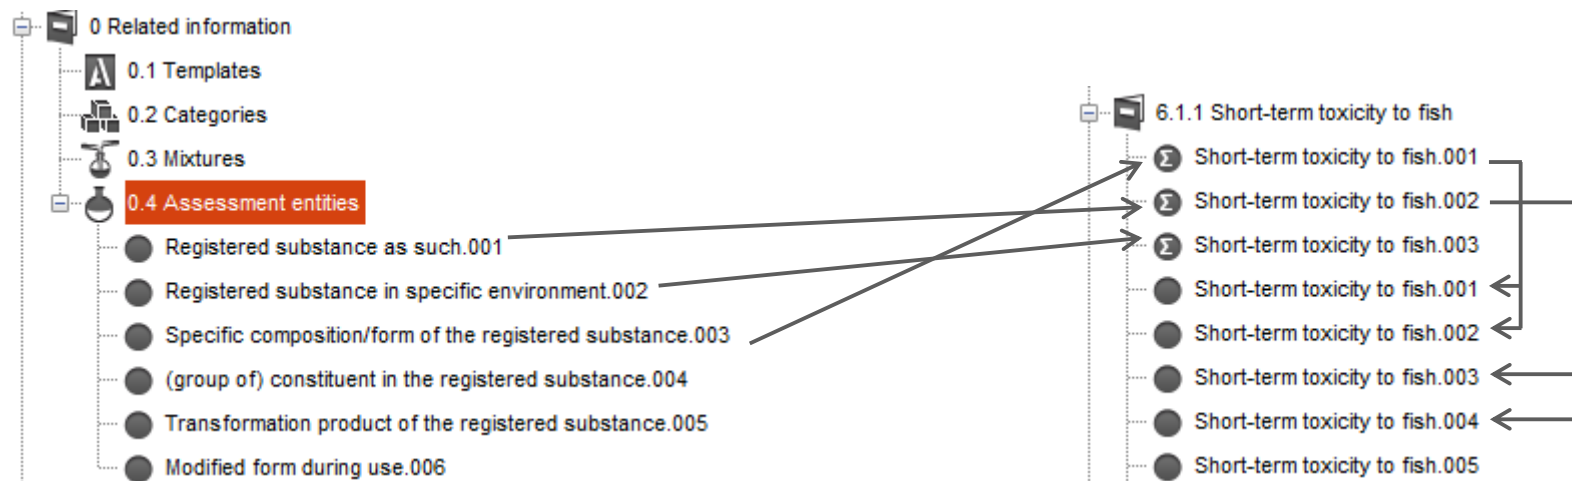 0 Related information
0.1 Templates
0.2 Categories
0.3 Mixtures
0.4 Assessment entities
Registered substance as such.001
Registered substance in specific environment.002
Specific composition/form of the registered substance.003
(group of) constituent in the registered substance.004
Transformation product of the registered substance.005
Modified form during use.006
6.1.1 Short-term toxicity to fish
Σ Short-term toxicity to fish.001
Σ Short-term toxicity to fish.002
Σ Short-term toxicity to fish.003
Short-term toxicity to fish.001
Short-term toxicity to fish.002
Short-term toxicity to fish.003
Short-term toxicity to fish.004
Short-term toxicity to fish.005